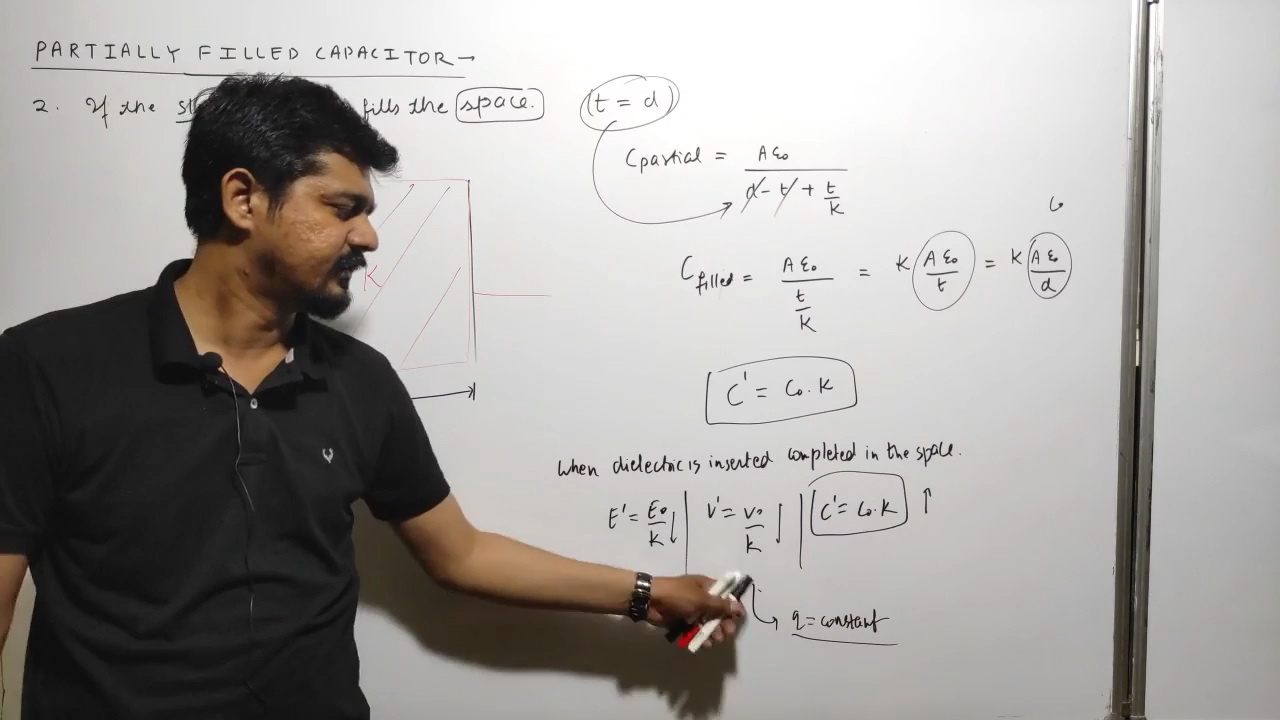 PARTIALLY FILLED CAPACITOR →
2. If the fills the space. (t = d)
Cpartial = Aε₀ / (d - t + t/K)
Cfilled = Aε₀ / (t/K) = K (Aε₀/t) = K (Aε₀/d)
K
C' = C₀.K
When dielectric is inserted completed in the space.
E' = E₀/K ↓ | V' = V₀/K ↓ | C' = C₀.K ↑
q = constant